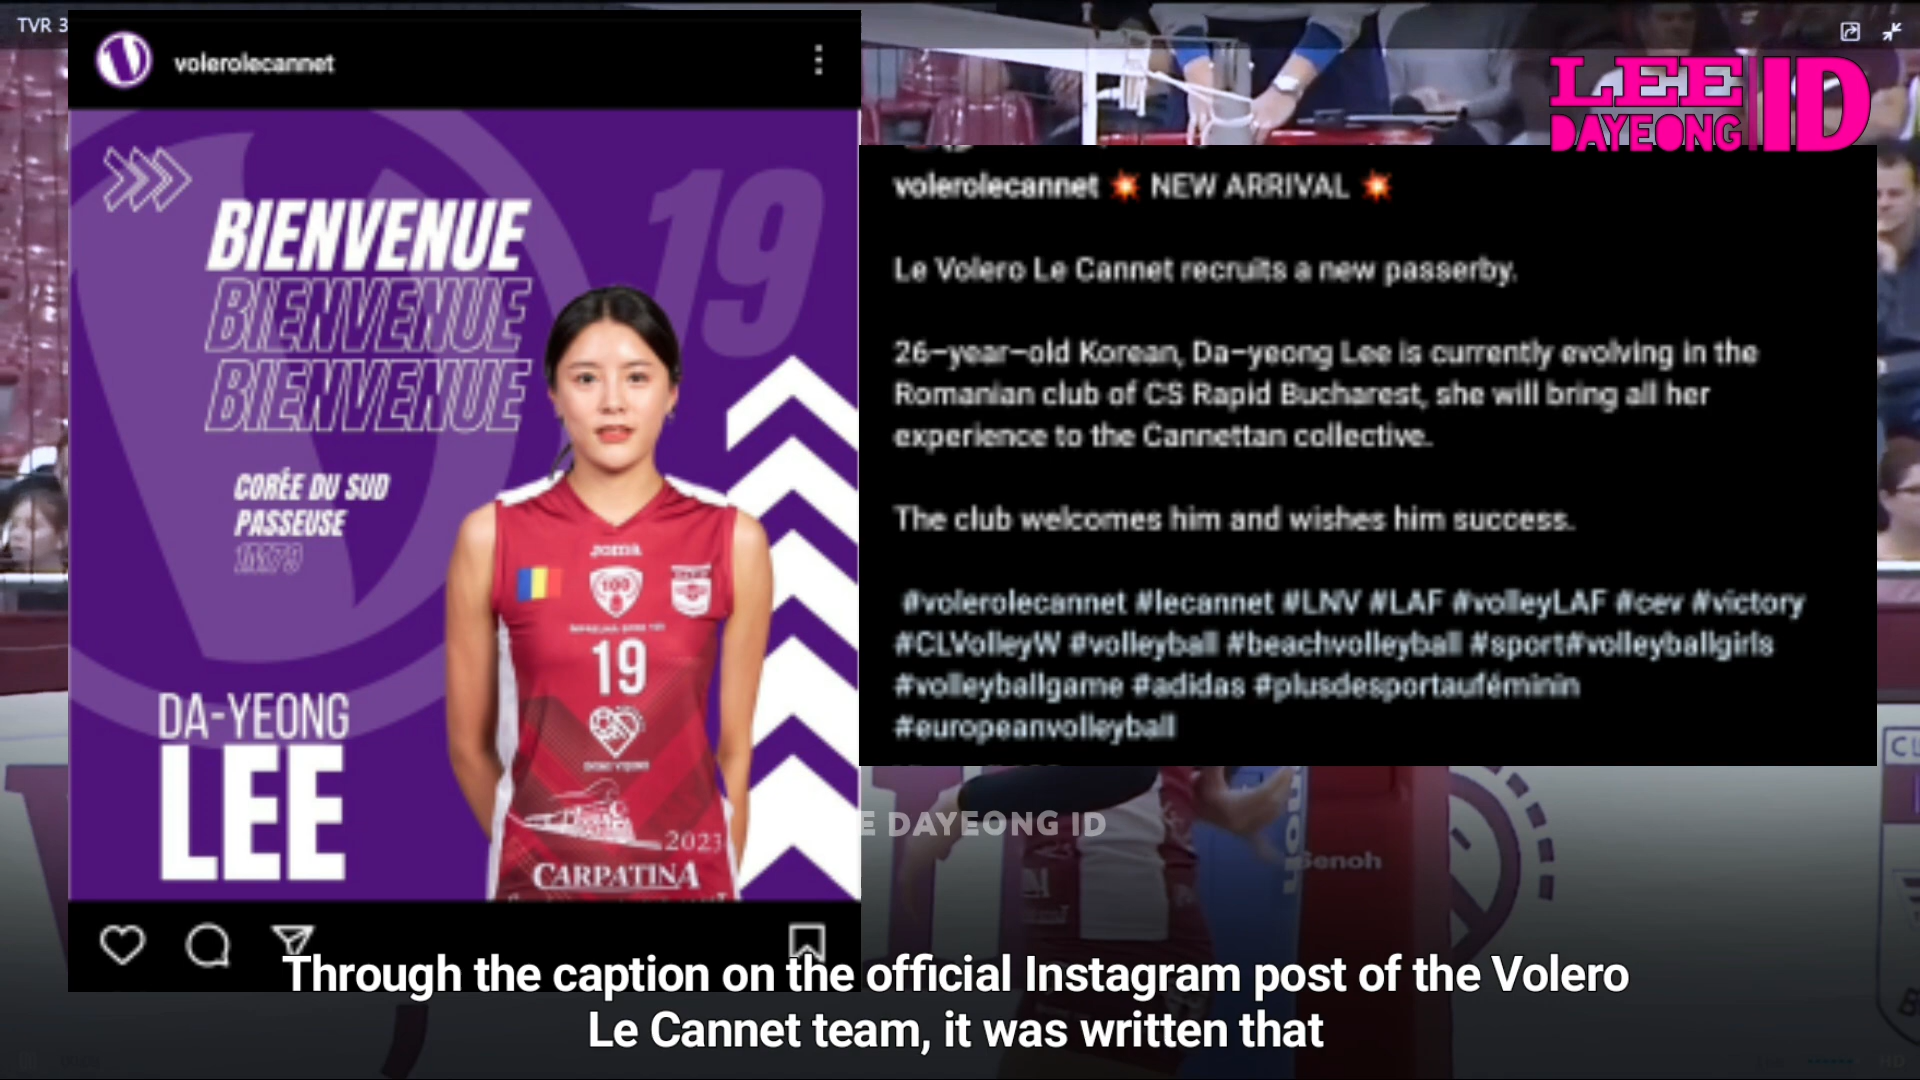 TVR 3
volerolecannet
BIENVENUE
BIENVENUE
BIENVENUE
19
CORÉE DU SUD
PASSEUSE
1M79
DA-YEONG
LEE
JOMA
100
19
2023
CARPATINA
LEE
DAYEONG
ID
volerolecannet 💥 NEW ARRIVAL 💥
Le Volero Le Cannet recruits a new passerby.
26-year-old Korean, Da-yeong Lee is currently evolving in the
Romanian club of CS Rapid Bucharest, she will bring all her
experience to the Cannettan collective.
The club welcomes him and wishes him success.
#volerolecannet #lecannet #LNV #LAF #volleyLAF #cev #victory
#CLVolleyW #volleyball #beachvolleyball #sport#volleyballgirls
#volleyballgame #adidas #plusdesportauféminin
#europeanvolleyball
E DAYEONG ID
Senoh
Through the caption on the official Instagram post of the Volero
Le Cannet team, it was written that